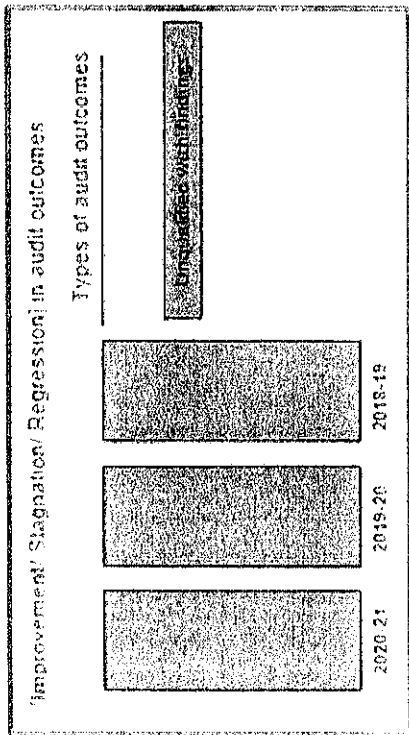 [Improvement/ Stagnation/ Regression] in audit outcomes
Types of audit outcomes
Unqualified with findings
2020-21
2019-20
2018-19